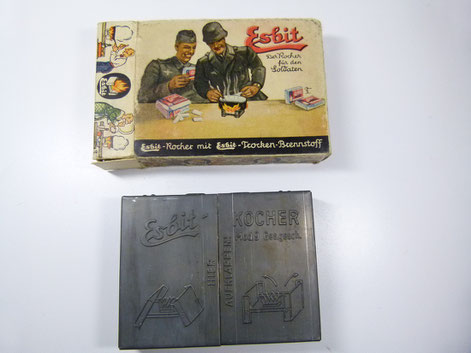 Esbit
Der Kocher
für den
Soldaten
Esbit-Kocher mit Esbit-Trocken-Brennstoff
Esbit
KOCHER
HIER
AUFKLAPPEN!